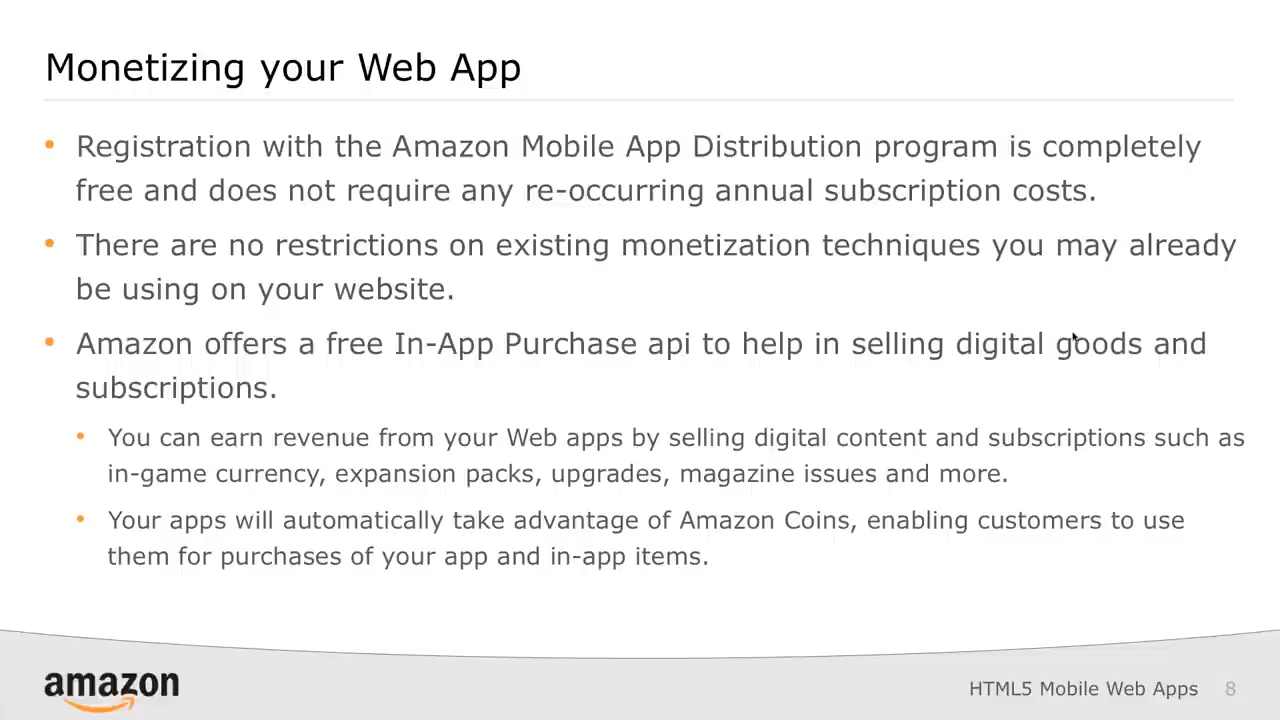 Monetizing your Web App
• Registration with the Amazon Mobile App Distribution program is completely
free and does not require any re-occurring annual subscription costs.
• There are no restrictions on existing monetization techniques you may already
be using on your website.
• Amazon offers a free In-App Purchase api to help in selling digital goods and
subscriptions.
• You can earn revenue from your Web apps by selling digital content and subscriptions such as
in-game currency, expansion packs, upgrades, magazine issues and more.
• Your apps will automatically take advantage of Amazon Coins, enabling customers to use
them for purchases of your app and in-app items.
amazon
HTML5 Mobile Web Apps 8